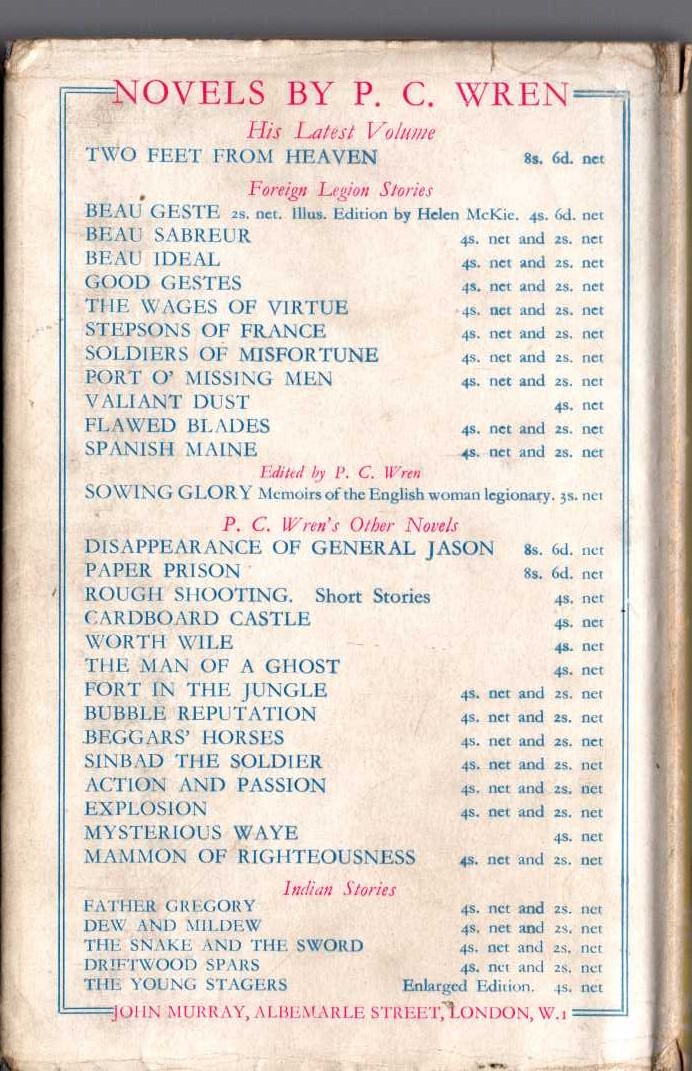 NOVELS BY P. C. WREN
His Latest Volume
TWO FEET FROM HEAVEN 8s. 6d. net
Foreign Legion Stories
BEAU GESTE 2s. net. Illus. Edition by Helen McKie. 4s. 6d. net
BEAU SABREUR 4s. net and 2s. net
BEAU IDEAL 4s. net and 2s. net
GOOD GESTES 4s. net and 2s. net
THE WAGES OF VIRTUE 4s. net and 2s. net
STEPSONS OF FRANCE 4s. net and 2s. net
SOLDIERS OF MISFORTUNE 4s. net and 2s. net
PORT O' MISSING MEN 4s. net and 2s. net
VALIANT DUST 4s. net
FLAWED BLADES 4s. net and 2s. net
SPANISH MAINE 4s. net and 2s. net
Edited by P. C. Wren
SOWING GLORY Memoirs of the English woman legionary. 3s. net
P. C. Wren's Other Novels
DISAPPEARANCE OF GENERAL JASON 8s. 6d. net
PAPER PRISON 8s. 6d. net
ROUGH SHOOTING. Short Stories 4s. net
CARDBOARD CASTLE 4s. net
WORTH WILE 4s. net
THE MAN OF A GHOST 4s. net
FORT IN THE JUNGLE 4s. net and 2s. net
BUBBLE REPUTATION 4s. net and 2s. net
BEGGARS' HORSES 4s. net and 2s. net
SINBAD THE SOLDIER 4s. net and 2s. net
ACTION AND PASSION 4s. net and 2s. net
EXPLOSION 4s. net and 2s. net
MYSTERIOUS WAYE 4s. net
MAMMON OF RIGHTEOUSNESS 4s. net and 2s. net
Indian Stories
FATHER GREGORY 4s. net and 2s. net
DEW AND MILDEW 4s. net and 2s. net
THE SNAKE AND THE SWORD 4s. net and 2s. net
DRIFTWOOD SPARS 4s. net and 2s. net
THE YOUNG STAGERS Enlarged Edition. 4s. net
JOHN MURRAY, ALBEMARLE STREET, LONDON, W.1